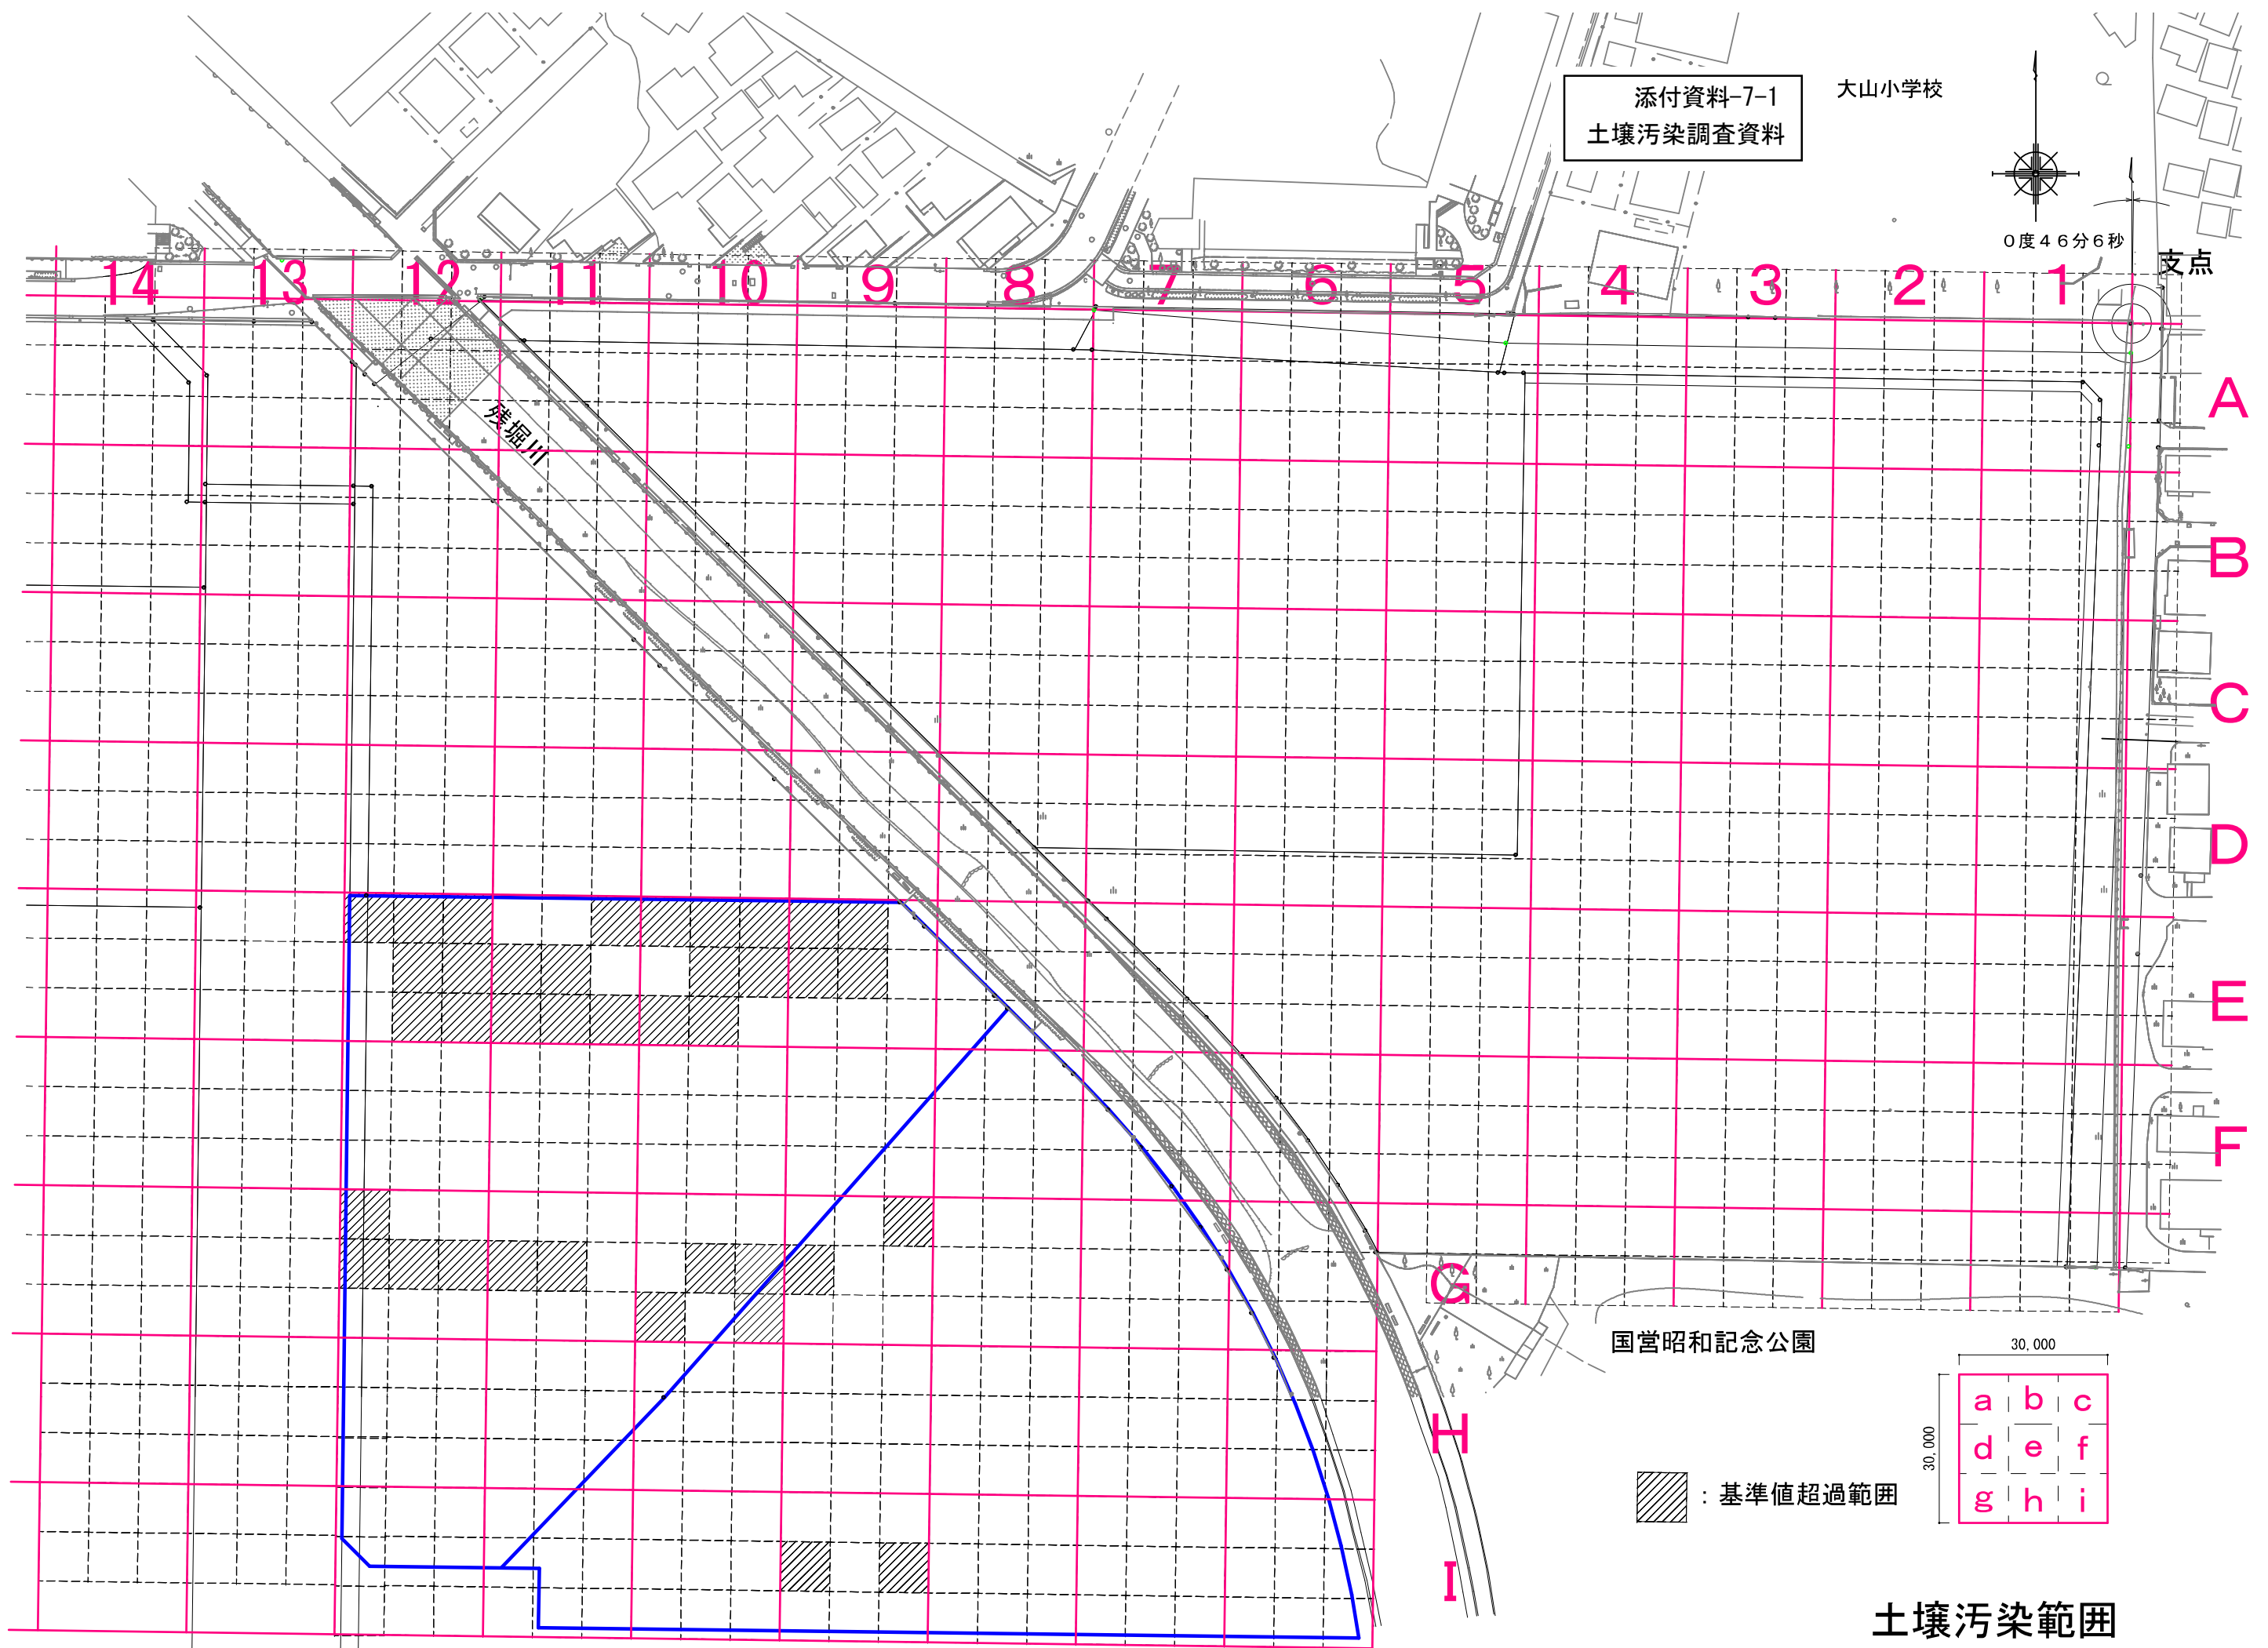 添付資料-7-1
土壌汚染調査資料
大山小学校
0度46分6秒
支点
14 13 12 11 10 9 8 7 6 5 4 3 2 1
A
残堀川
B
C
D
E
F
G
国営昭和記念公園
30,000
30,000
a b c
d e f
g h i
H
：基準値超過範囲
I
土壌汚染範囲